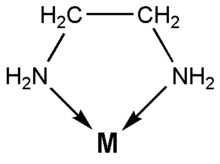 H₂C—CH₂
H₂N NH₂
M